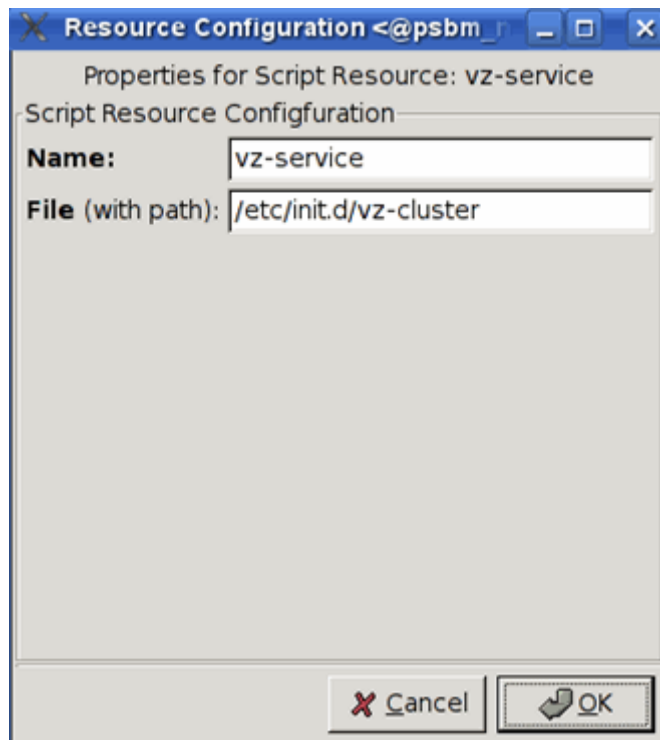 Resource Configuration <@psbm_
Properties for Script Resource: vz-service
Script Resource Configfuration
Name: vz-service
File (with path): /etc/init.d/vz-cluster
Cancel OK